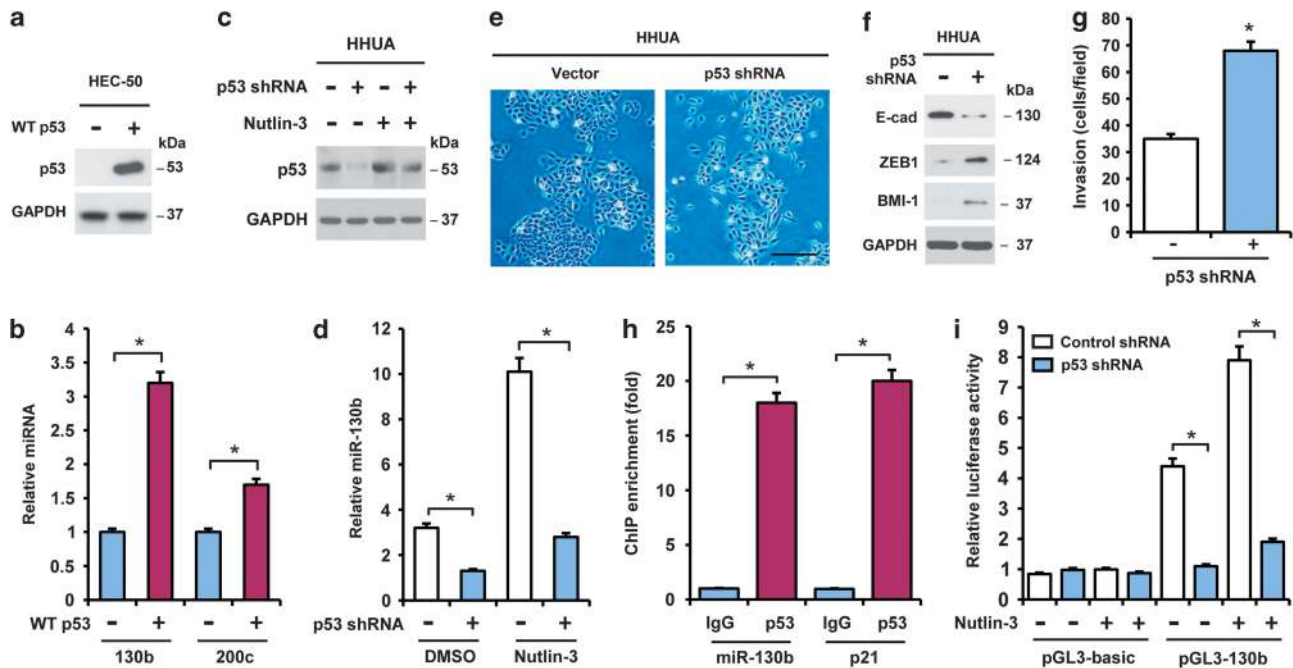 a
HEC-50
WT p53 - +
kDa
p53 - 53
GAPDH - 37
c
HHUA
p53 shRNA - + - +
Nutlin-3 - - + +
kDa
p53 - 53
GAPDH - 37
e
HHUA
Vector p53 shRNA
f
HHUA
p53
shRNA - +
kDa
E-cad - 130
ZEB1 - 124
BMI-1 - 37
GAPDH - 37
g
Invasion (cells/field)
80
70
60
50
40
30
20
10
0
*
- +
p53 shRNA
b
Relative miRNA
4
3.5
3
2.5
2
1.5
1
0.5
0
* *
WT p53 - + - +
130b 200c
d
Relative miR-130b
12
10
8
6
4
2
0
* *
p53 shRNA - + - +
DMSO Nutlin-3
h
ChIP enrichment (fold)
25
20
15
10
5
0
* *
IgG p53 IgG p53
miR-130b p21
i
Relative luciferase activity
9
8
7
6
5
4
3
2
1
0
Control shRNA
p53 shRNA
* *
Nutlin-3 - - + + - - + +
pGL3-basic pGL3-130b